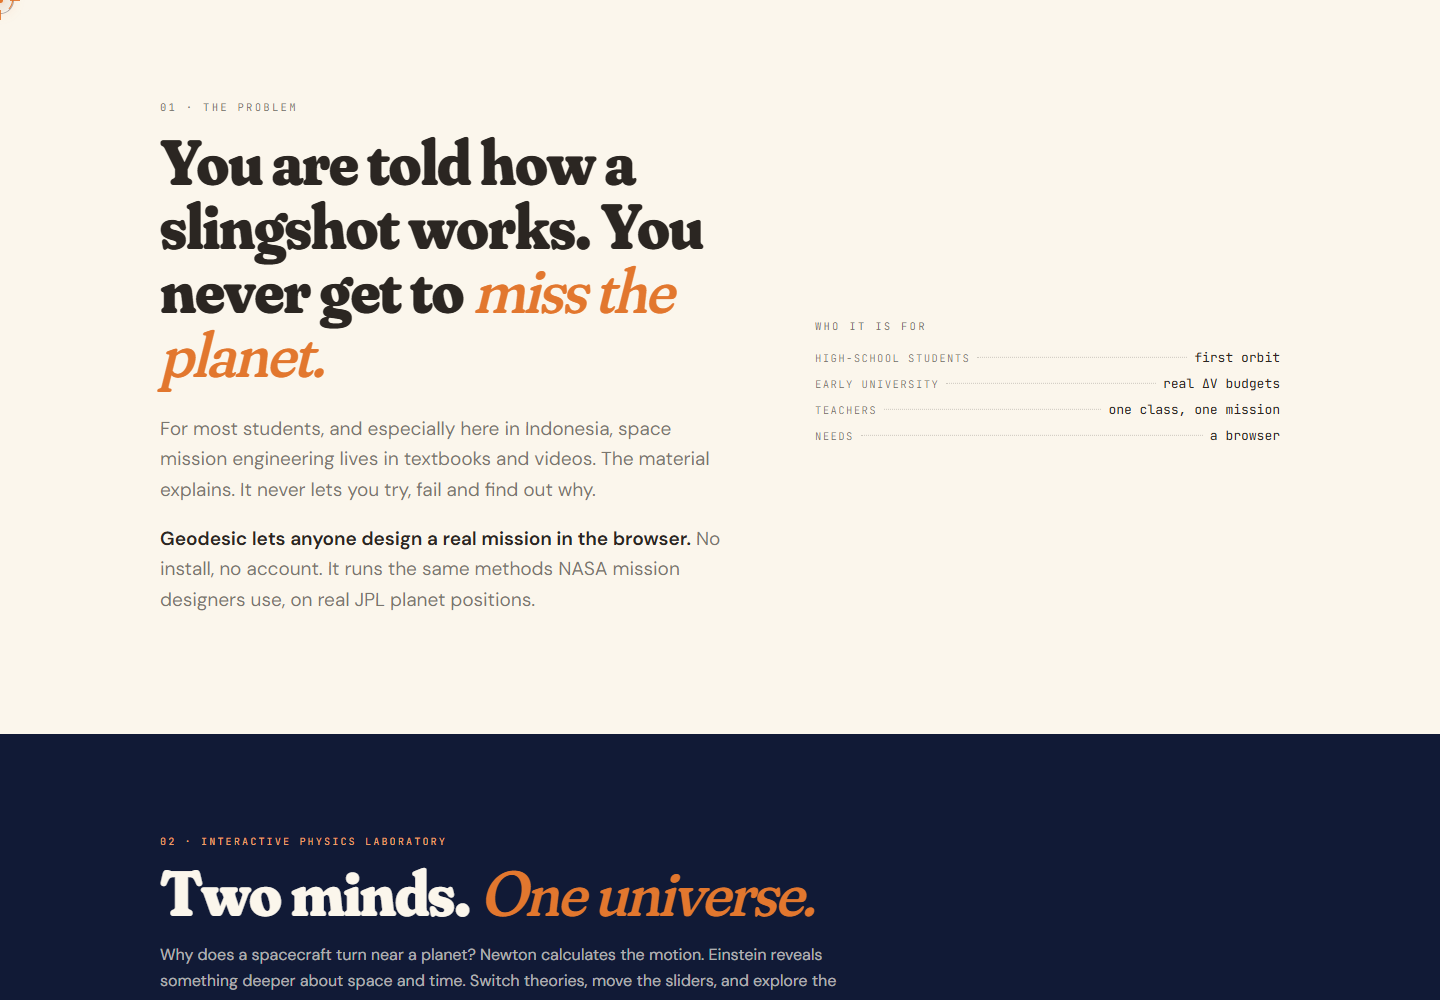 01 · THE PROBLEM
You are told how a
slingshot works. You
never get to miss the
planet.
For most students, and especially here in Indonesia, space
mission engineering lives in textbooks and videos. The material
explains. It never lets you try, fail and find out why.
Geodesic lets anyone design a real mission in the browser. No
install, no account. It runs the same methods NASA mission
designers use, on real JPL planet positions.
WHO IT IS FOR
HIGH-SCHOOL STUDENTS first orbit
EARLY UNIVERSITY real ΔV budgets
TEACHERS one class, one mission
NEEDS a browser
02 · INTERACTIVE PHYSICS LABORATORY
Two minds. One universe.
Why does a spacecraft turn near a planet? Newton calculates the motion. Einstein reveals
something deeper about space and time. Switch theories, move the sliders, and explore the